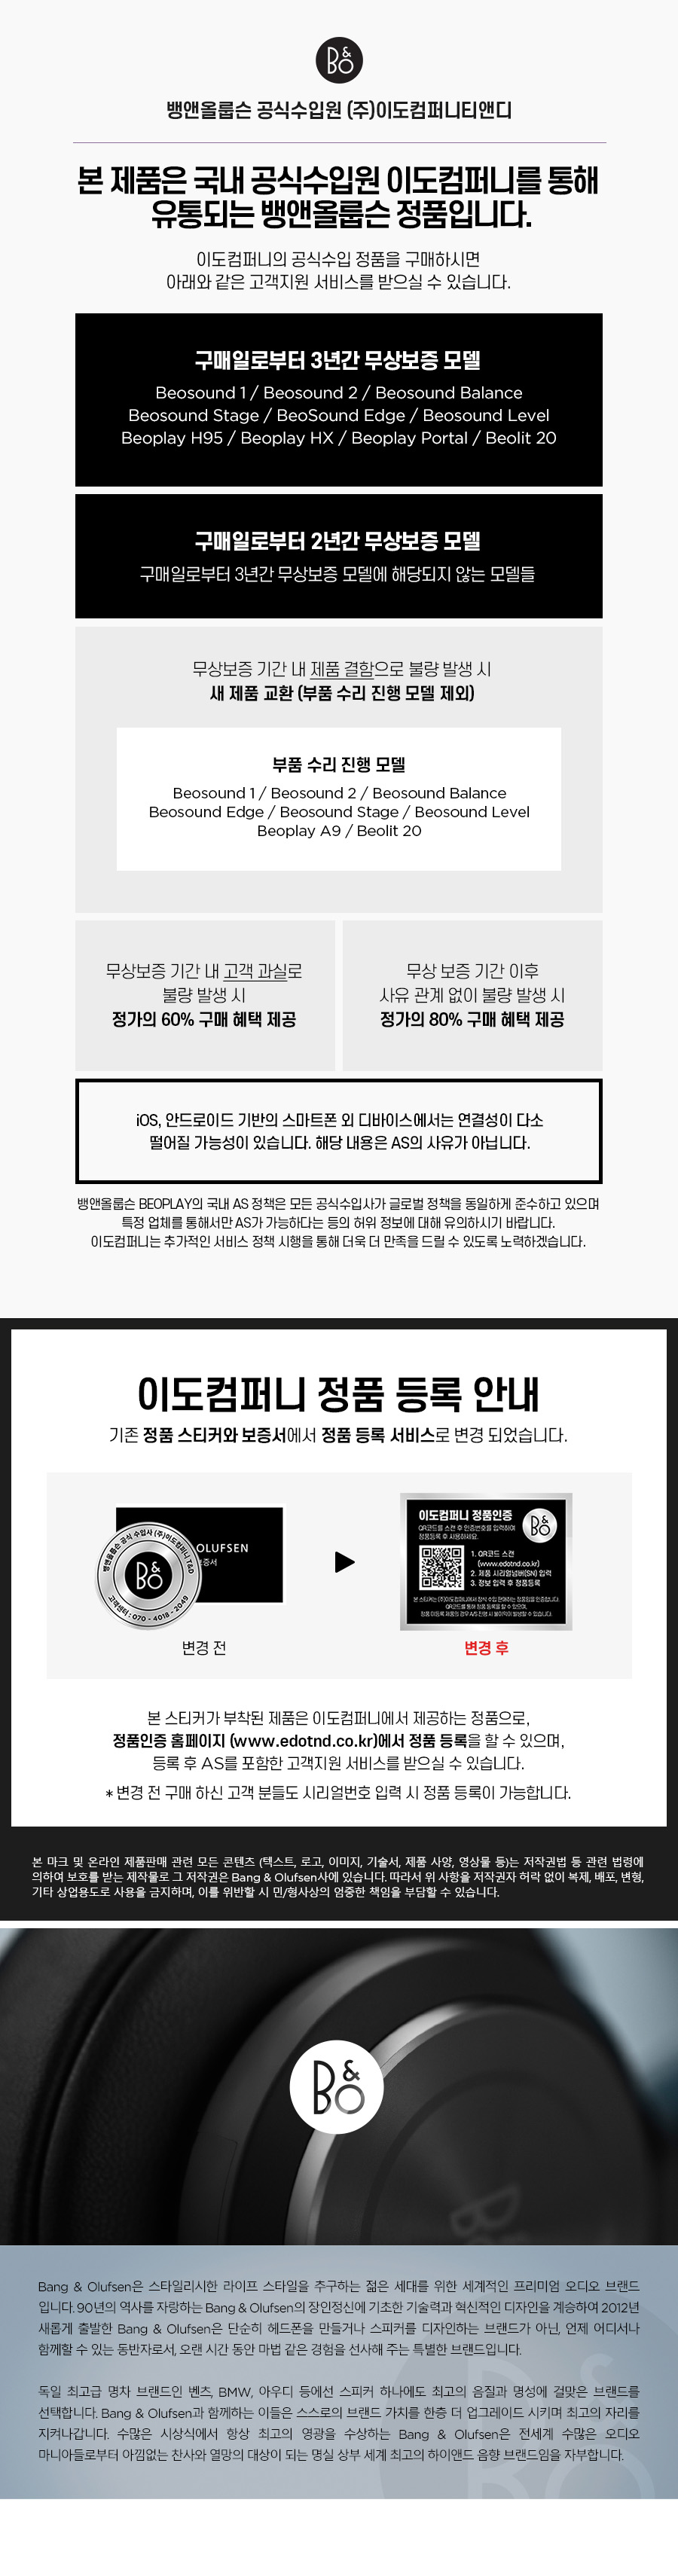 B&O
뱅앤올룹슨 공식수입원 (주)이도컴퍼니티앤디
본 제품은 국내 공식수입원 이도컴퍼니를 통해
유통되는 뱅앤올룹슨 정품입니다.
이도컴퍼니의 공식수입 정품을 구매하시면
아래와 같은 고객지원 서비스를 받으실 수 있습니다.
구매일로부터 3년간 무상보증 모델
Beosound 1 / Beosound 2 / Beosound Balance
Beosound Stage / BeoSound Edge / Beosound Level
Beoplay H95 / Beoplay HX / Beoplay Portal / Beolit 20
구매일로부터 2년간 무상보증 모델
구매일로부터 3년간 무상보증 모델에 해당되지 않는 모델들
무상보증 기간 내 제품 결함으로 불량 발생 시
새 제품 교환 (부품 수리 진행 모델 제외)
부품 수리 진행 모델
Beosound 1 / Beosound 2 / Beosound Balance
Beosound Edge / Beosound Stage / Beosound Level
Beoplay A9 / Beolit 20
무상보증 기간 내 고객 과실로
불량 발생 시
정가의 60% 구매 혜택 제공
무상 보증 기간 이후
사유 관계 없이 불량 발생 시
정가의 80% 구매 혜택 제공
iOS, 안드로이드 기반의 스마트폰 외 디바이스에서는 연결성이 다소
떨어질 가능성이 있습니다. 해당 내용은 AS의 사유가 아닙니다.
뱅앤올룹슨 BEOPLAY의 국내 AS 정책은 모든 공식수입사가 글로벌 정책을 동일하게 준수하고 있으며
특정 업체를 통해서만 AS가 가능하다는 등의 허위 정보에 대해 유의하시기 바랍니다.
이도컴퍼니는 추가적인 서비스 정책 시행을 통해 더욱 더 만족을 드릴 수 있도록 노력하겠습니다.
이도컴퍼니 정품 등록 안내
기존 정품 스티커와 보증서에서 정품 등록 서비스로 변경 되었습니다.
뱅앤올룹슨 공식 수입사 (주)이도컴퍼니 T&D
B&O
고객센터 : 070 - 4018 - 2049
OLUFSEN
증서
변경 전
이도컴퍼니 정품인증
QR코드를 스캔 후 인증번호를 입력하여
정품등록 후 사용하세요.
B&O
1. QR코드 스캔
(www.edotnd.co.kr)
2. 제품 시리얼넘버(SN) 입력
3. 정보 입력 후 정품등록
변경 후
본 스티커가 부착된 제품은 이도컴퍼니에서 제공하는 정품으로,
정품인증 홈페이지 (www.edotnd.co.kr)에서 정품 등록을 할 수 있으며,
등록 후 AS를 포함한 고객지원 서비스를 받으실 수 있습니다.
* 변경 전 구매 하신 고객 분들도 시리얼번호 입력 시 정품 등록이 가능합니다.
본 마크 및 온라인 제품판매 관련 모든 콘텐츠 (텍스트, 로고, 이미지, 기술서, 제품 사양, 영상물 등)는 저작권법 등 관련 법령에
의하여 보호를 받는 제작물로 그 저작권은 Bang & Olufsen사에 있습니다. 따라서 위 사항을 저작권자 허락 없이 복제, 배포, 변형,
기타 상업용도로 사용을 금지하며, 이를 위반할 시 민/형사상의 엄중한 책임을 부담할 수 있습니다.
B&O
Bang & Olufsen은 스타일리시한 라이프 스타일을 추구하는 젊은 세대를 위한 세계적인 프리미엄 오디오 브랜드
입니다. 90년의 역사를 자랑하는 Bang & Olufsen의 장인정신에 기초한 기술력과 혁신적인 디자인을 계승하여 2012년
새롭게 출발한 Bang & Olufsen은 단순히 헤드폰을 만들거나 스피커를 디자인하는 브랜드가 아닌, 언제 어디서나
함께할 수 있는 동반자로서, 오랜 시간 동안 마법 같은 경험을 선사해 주는 특별한 브랜드입니다.
독일 최고급 명차 브랜드인 벤츠, BMW, 아우디 등에선 스피커 하나에도 최고의 음질과 명성에 걸맞은 브랜드를
선택합니다. Bang & Olufsen과 함께하는 이들은 스스로의 브랜드 가치를 한층 더 업그레이드 시키며 최고의 자리를
지켜나갑니다. 수많은 시상식에서 항상 최고의 영광을 수상하는 Bang & Olufsen은 전세계 수많은 오디오
마니아들로부터 아낌없는 찬사와 열망의 대상이 되는 명실 상부 세계 최고의 하이앤드 음향 브랜드임을 자부합니다.
B&O